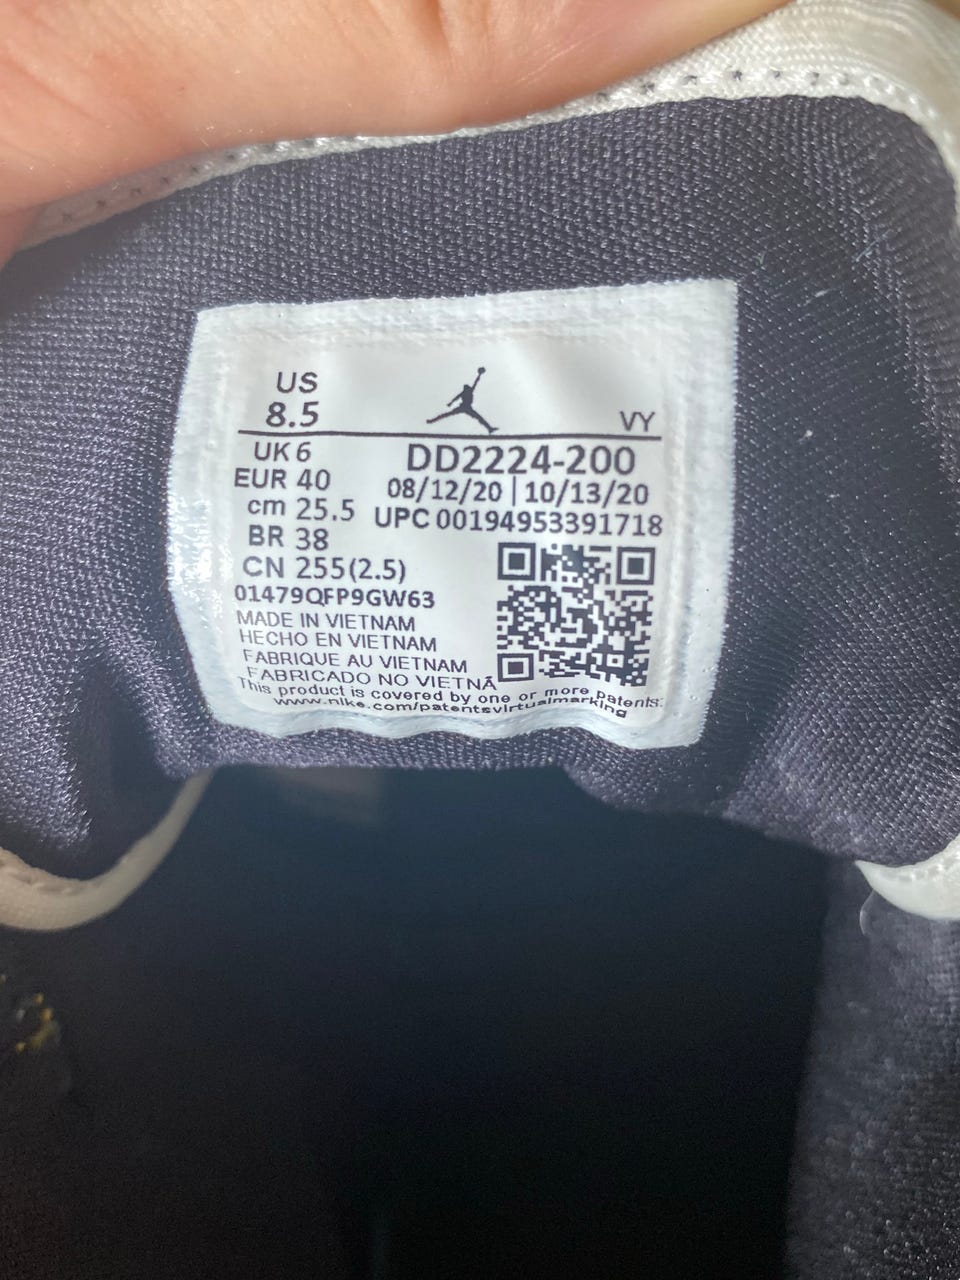 US
8.5
VY
UK 6
EUR 40
cm 25.5
BR 38
CN 255(2.5)
DD2224-200
08/12/20 | 10/13/20
UPC 00194953391718
01479QFP9GW63
MADE IN VIETNAM
HECHO EN VIETNAM
FABRIQUE AU VIETNAM
FABRICADO NO VIETNÃ
This product is covered by one or more patents:
www.nike.com/patentsvirtualmarking